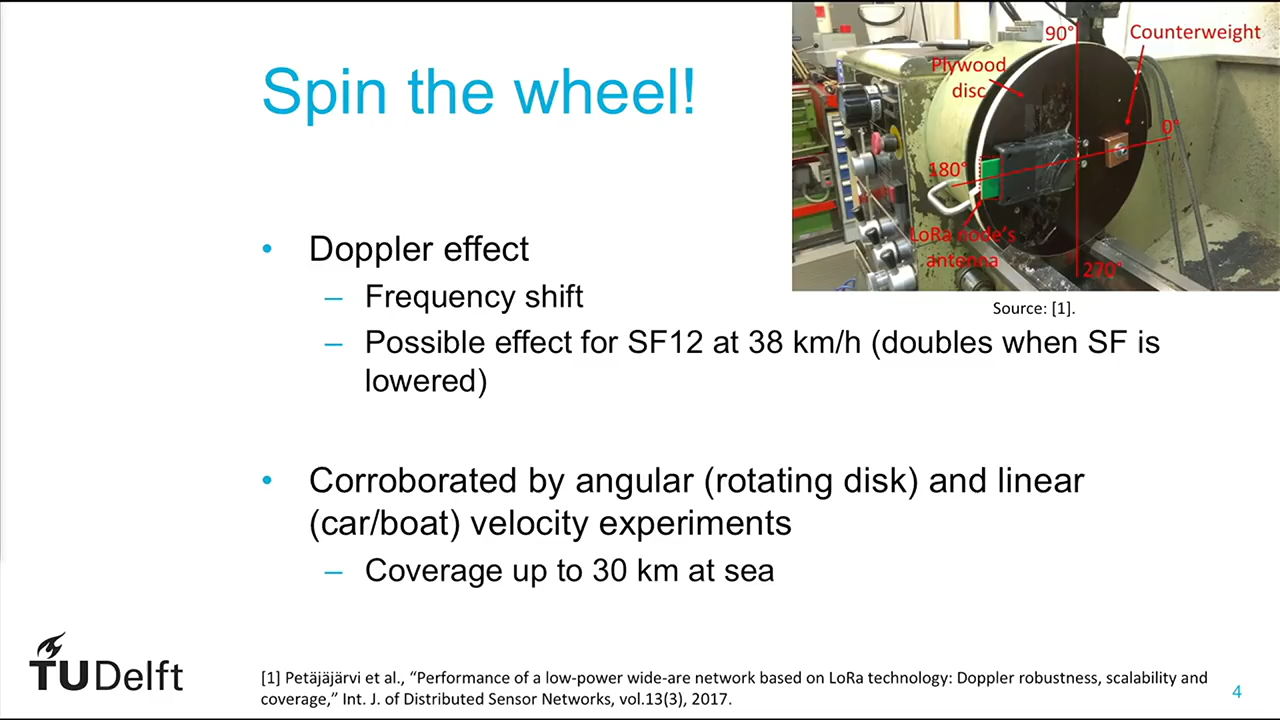 Spin the wheel!
90°
Counterweight
Plywood
disc
0°
180°
LoRa node's
antenna
270°
Source: [1].
• Doppler effect
– Frequency shift
– Possible effect for SF12 at 38 km/h (doubles when SF is
lowered)
• Corroborated by angular (rotating disk) and linear
(car/boat) velocity experiments
– Coverage up to 30 km at sea
TUDelft
[1] Petäjäjärvi et al., “Performance of a low-power wide-are network based on LoRa technology: Doppler robustness, scalability and
coverage,” Int. J. of Distributed Sensor Networks, vol.13(3), 2017.
4